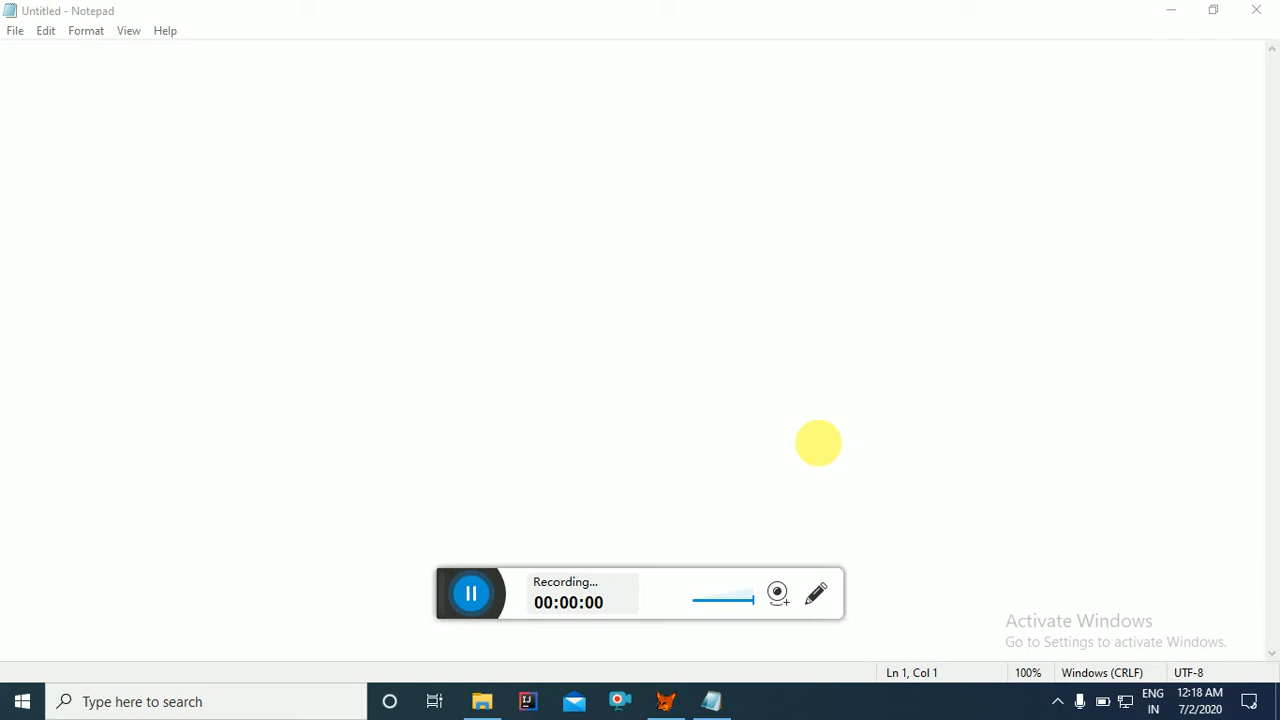 Untitled - Notepad
File Edit Format View Help
Recording...
00:00:00
Activate Windows
Go to Settings to activate Windows.
Ln 1, Col 1 100% Windows (CRLF) UTF-8
Type here to search
ENG
IN
12:18 AM
7/2/2020